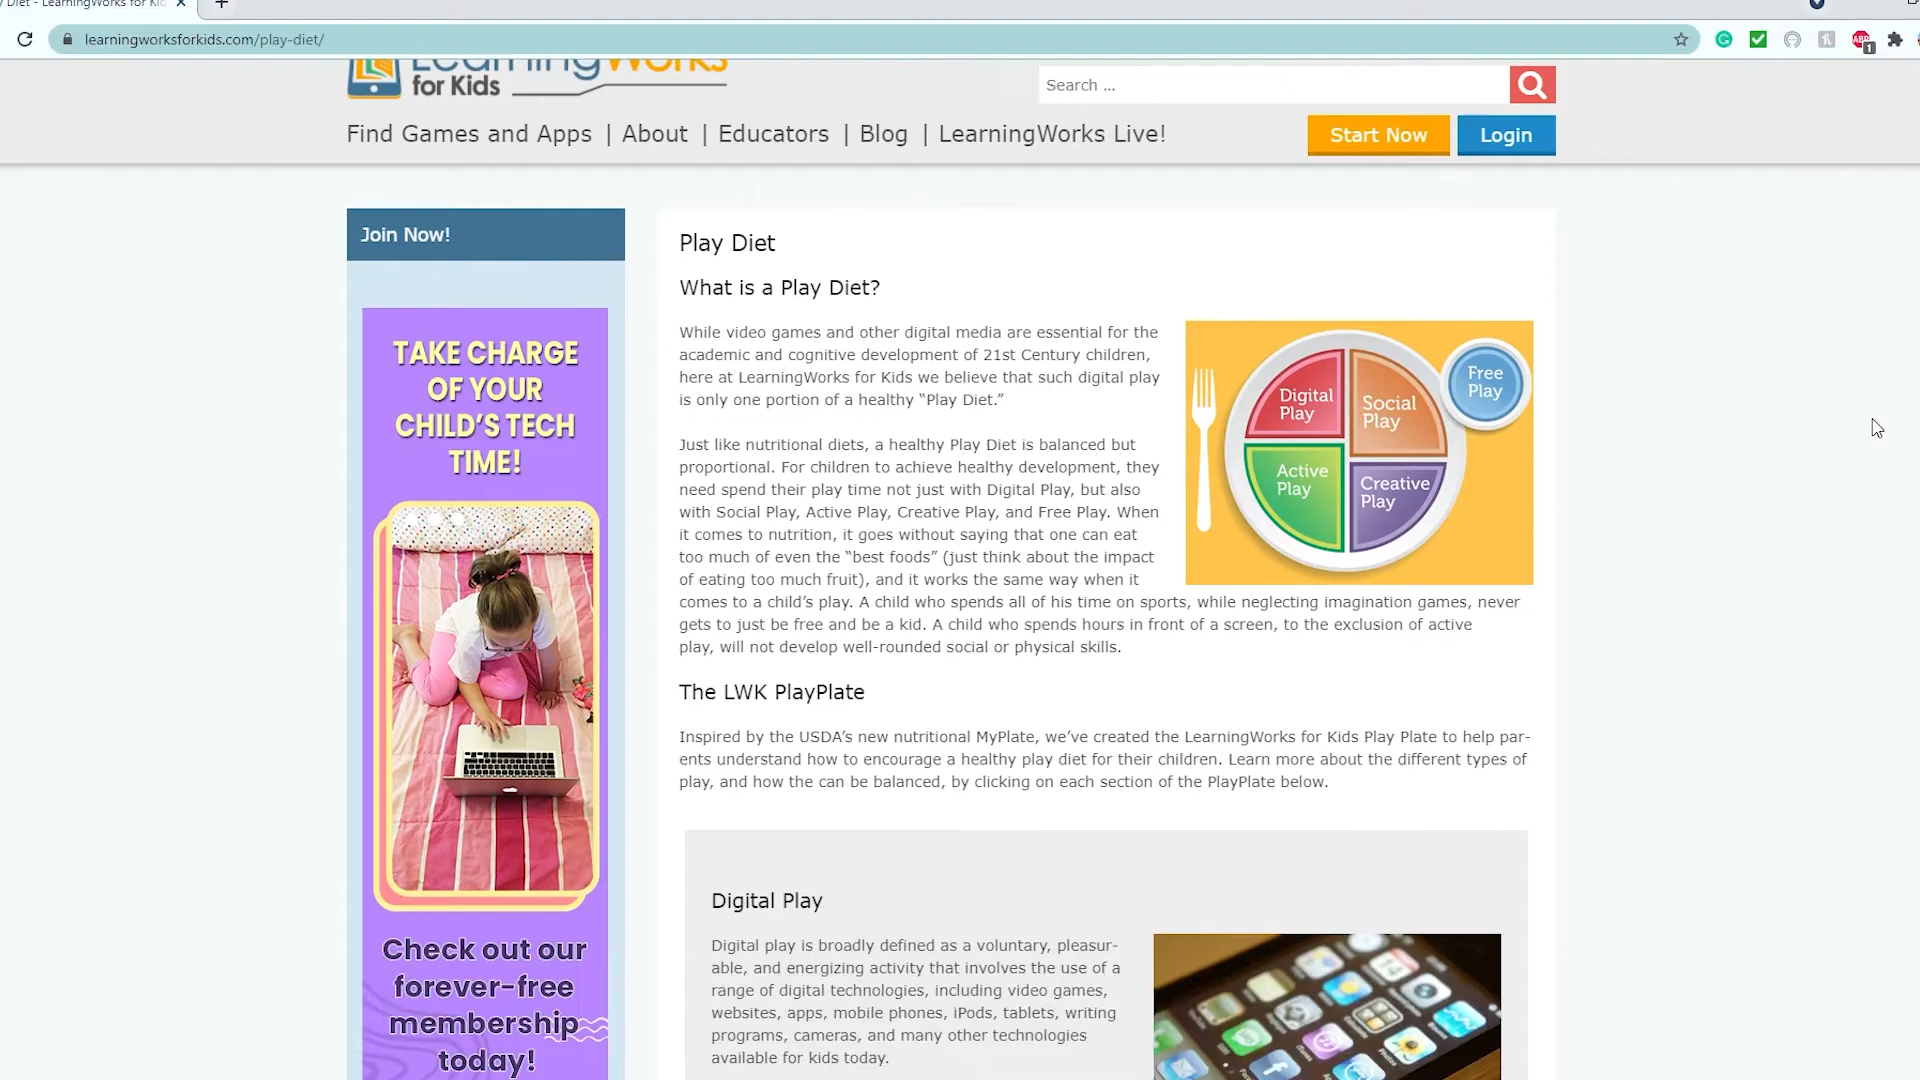 Diet - LearningWorks for Kid
learningworksforkids.com/play-diet/
ABP
1
LearningWorks
for Kids
Search ...
Find Games and Apps | About | Educators | Blog | LearningWorks Live!
Start Now
Login
Join Now!
TAKE CHARGE
OF YOUR
CHILD'S TECH
TIME!
Check out our
forever-free
membership
today!
Play Diet
What is a Play Diet?
While video games and other digital media are essential for the
academic and cognitive development of 21st Century children,
here at LearningWorks for Kids we believe that such digital play
is only one portion of a healthy “Play Diet.”
Just like nutritional diets, a healthy Play Diet is balanced but
proportional. For children to achieve healthy development, they
need spend their play time not just with Digital Play, but also
with Social Play, Active Play, Creative Play, and Free Play. When
it comes to nutrition, it goes without saying that one can eat
too much of even the “best foods” (just think about the impact
of eating too much fruit), and it works the same way when it
comes to a child’s play. A child who spends all of his time on sports, while neglecting imagination games, never
gets to just be free and be a kid. A child who spends hours in front of a screen, to the exclusion of active
play, will not develop well-rounded social or physical skills.
Digital
Play
Social
Play
Free
Play
Active
Play
Creative
Play
The LWK PlayPlate
Inspired by the USDA’s new nutritional MyPlate, we’ve created the LearningWorks for Kids Play Plate to help par-
ents understand how to encourage a healthy play diet for their children. Learn more about the different types of
play, and how the can be balanced, by clicking on each section of the PlayPlate below.
Digital Play
Digital play is broadly defined as a voluntary, pleasur-
able, and energizing activity that involves the use of a
range of digital technologies, including video games,
websites, apps, mobile phones, iPods, tablets, writing
programs, cameras, and many other technologies
available for kids today.